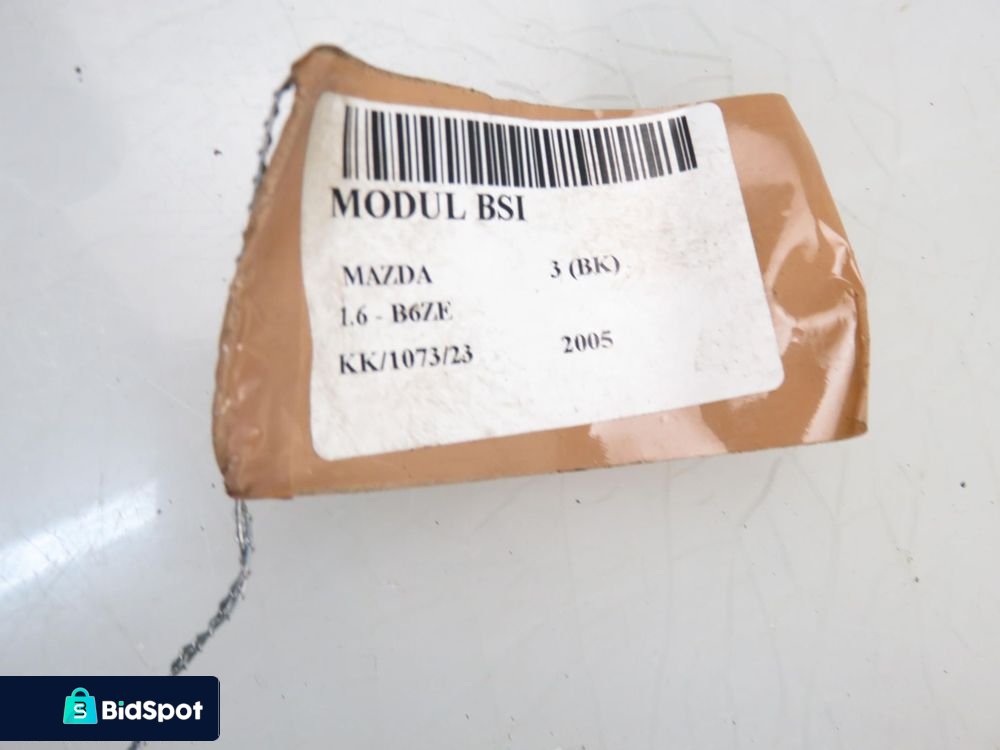 MODUL BSI
MAZDA 3 (BK)
1.6 - B6ZE
KK/1073/23 2005
S BidSpot